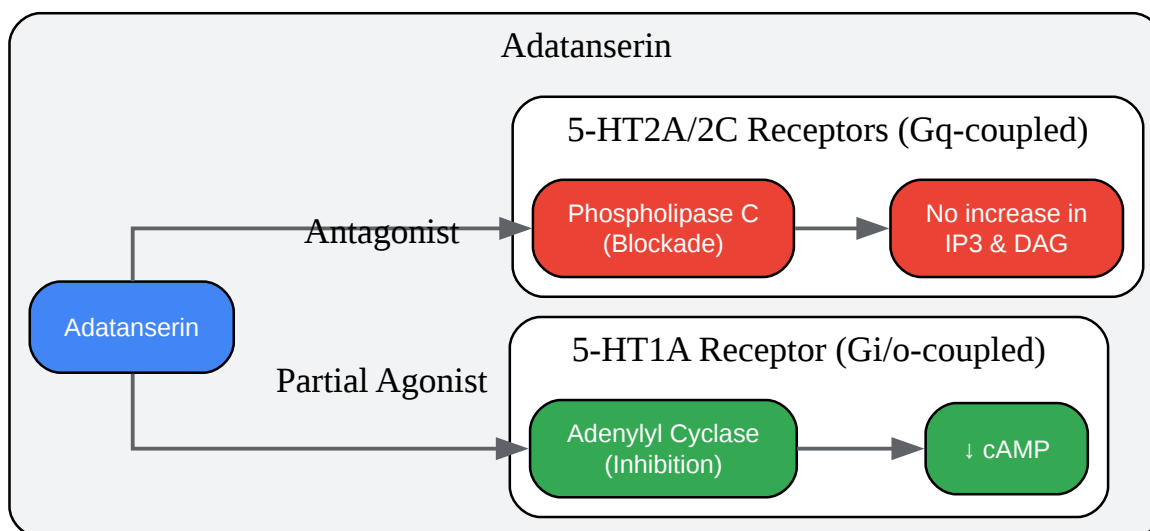 Adatanserin
5-HT2A/2C Receptors (Gq-coupled)
Phospholipase C
(Blockade)
No increase in
IP3 & DAG
Antagonist
Adatanserin
Partial Agonist
5-HT1A Receptor (Gi/o-coupled)
Adenylyl Cyclase
(Inhibition)
↓ cAMP